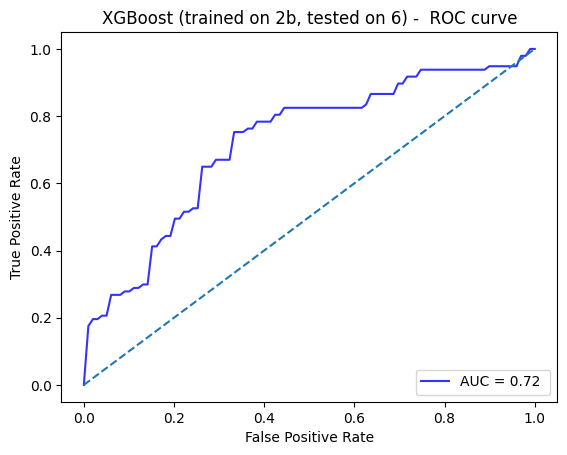 XGBoost (trained on 2b, tested on 6) -  ROC curve
True Positive Rate
1.0
0.8
0.6
0.4
0.2
0.0
AUC = 0.72
0.0 0.2 0.4 0.6 0.8 1.0
False Positive Rate